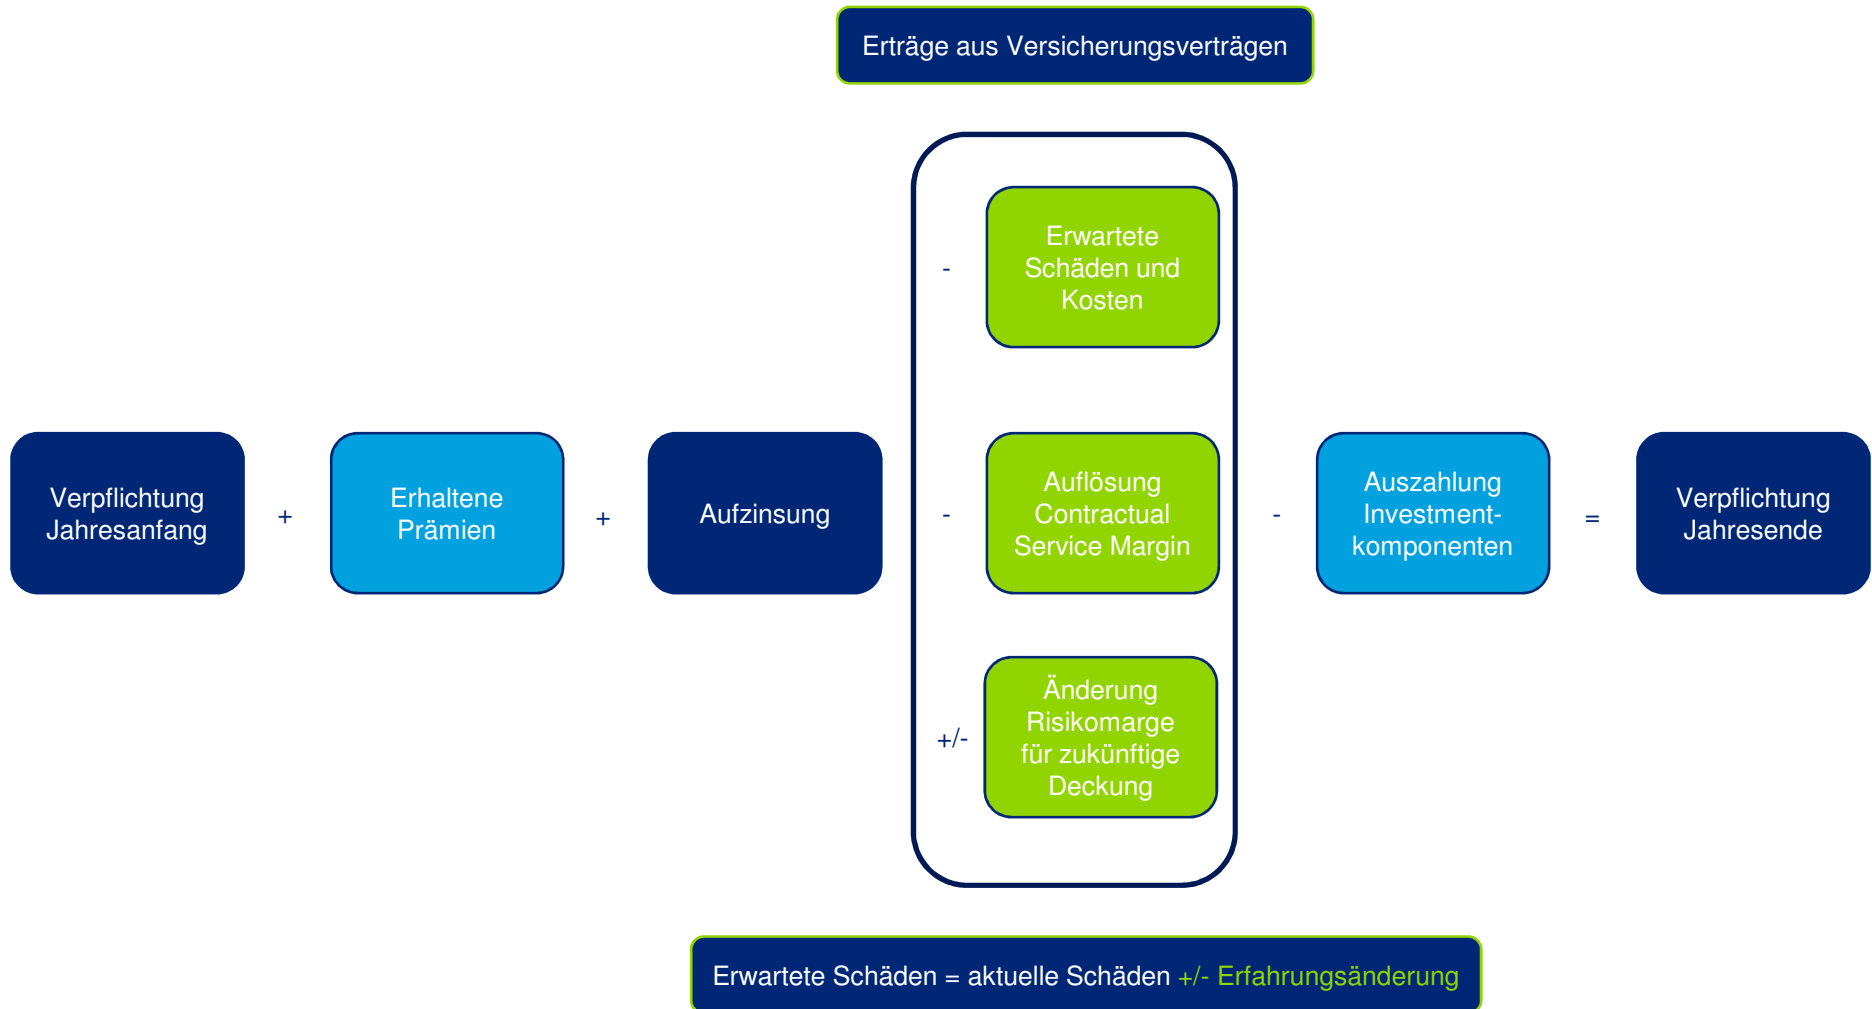 Erträge aus Versicherungsverträgen
-
Erwartete
Schäden und
Kosten
Verpflichtung
Jahresanfang
+
Erhaltene
Prämien
+
Aufzinsung
-
Auflösung
Contractual
Service Margin
-
Auszahlung
Investment-
komponenten
=
Verpflichtung
Jahresende
+/-
Änderung
Risikomarge
für zukünftige
Deckung
Erwartete Schäden = aktuelle Schäden +/- Erfahrungsänderung